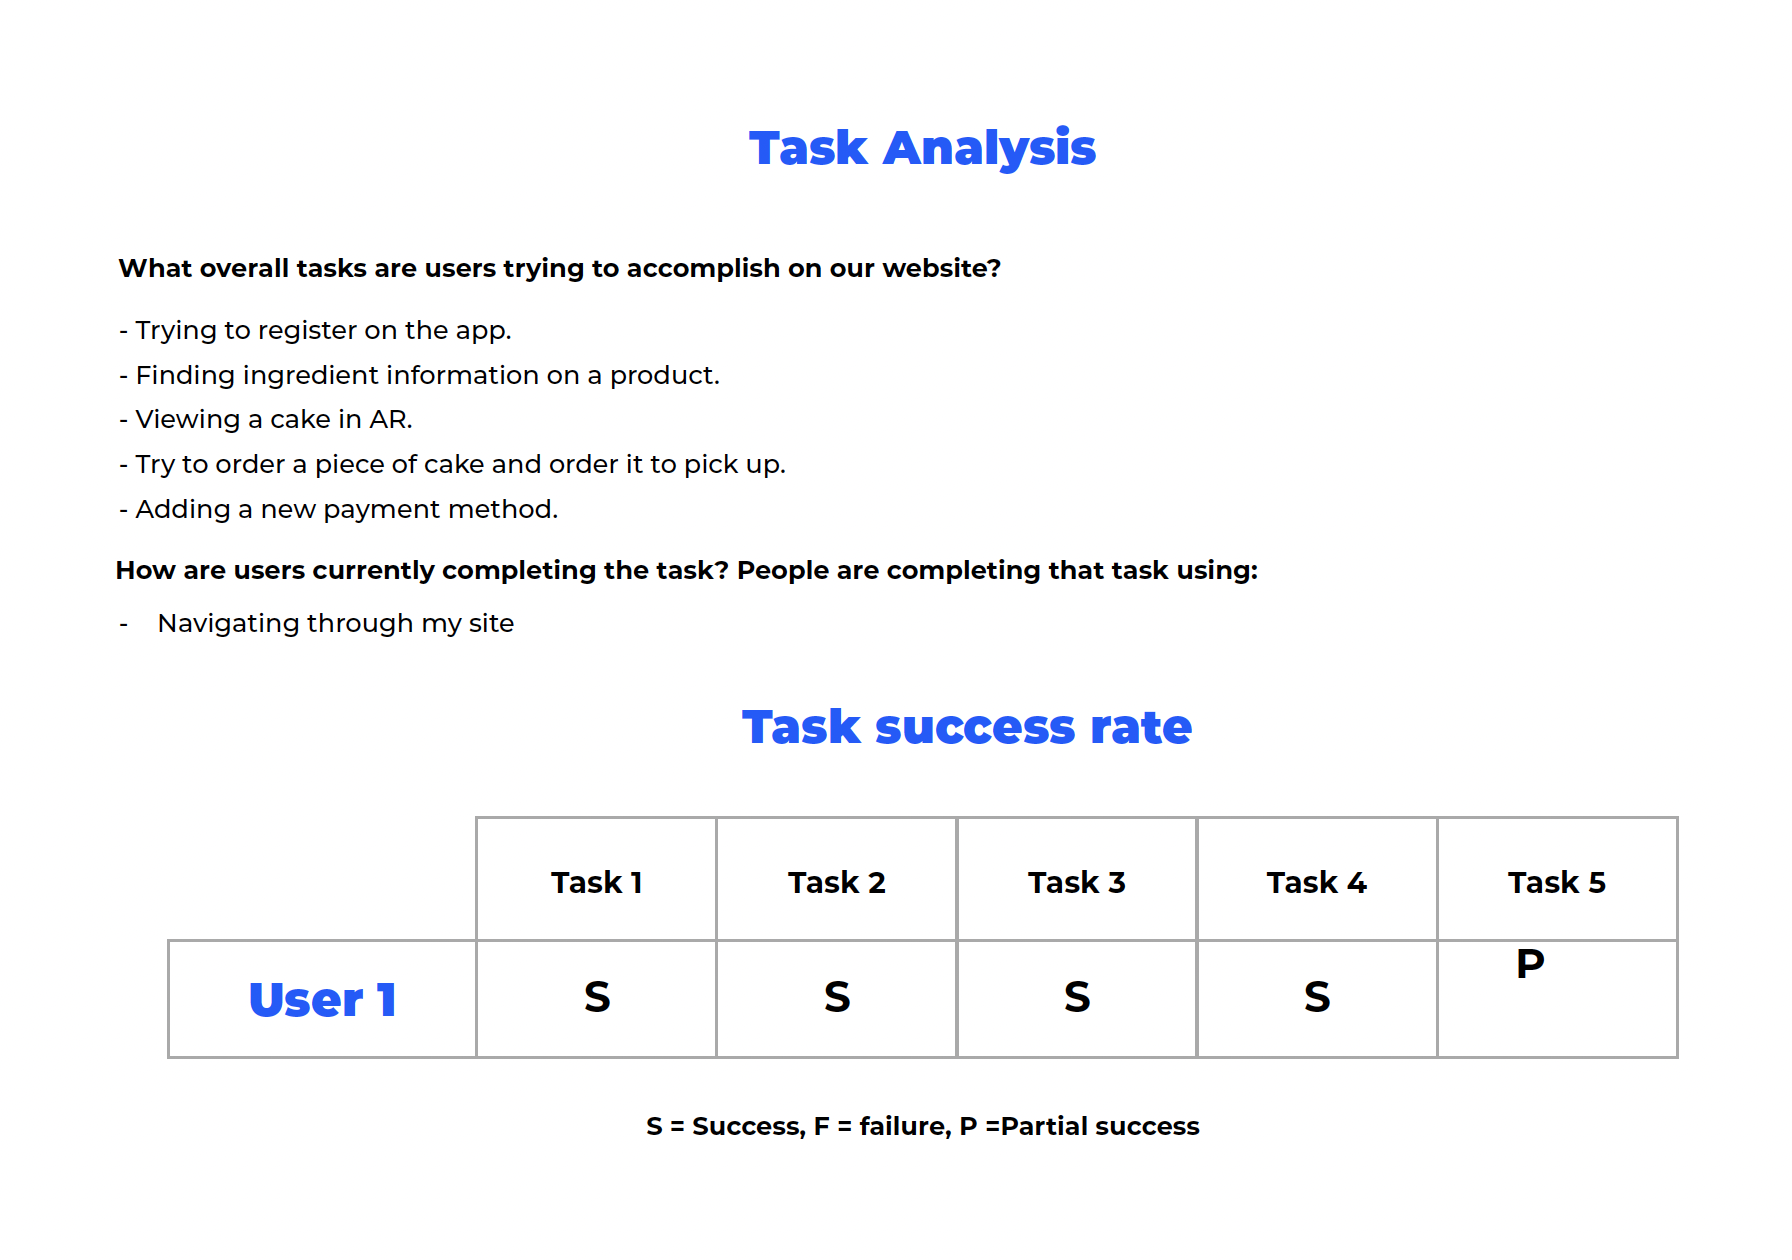 Task Analysis
What overall tasks are users trying to accomplish on our website?
- Trying to register on the app.
- Finding ingredient information on a product.
- Viewing a cake in AR.
- Try to order a piece of cake and order it to pick up.
- Adding a new payment method.
How are users currently completing the task? People are completing that task using:
- Navigating through my site
Task success rate
Task 1 Task 2 Task 3 Task 4 Task 5
User 1 S S S S P
S = Success, F = failure, P =Partial success